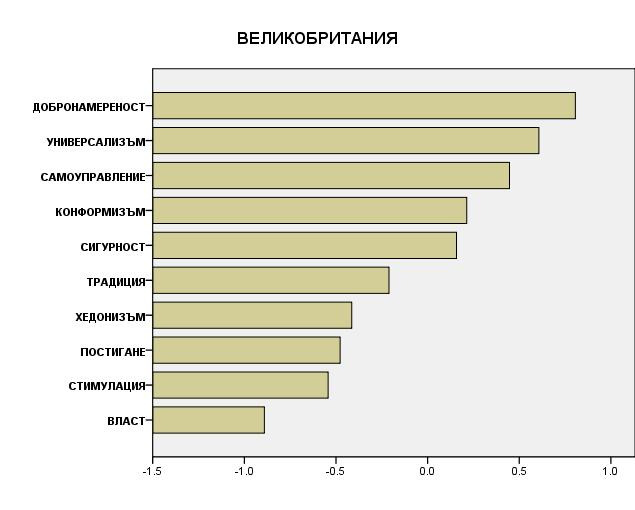 ВЕЛИКОБРИТАНИЯ
ДОБРОНАМЕРЕНОСТ
УНИВЕРСАЛИЗЪМ
САМОУПРАВЛЕНИЕ
КОНФОРМИЗЪМ
СИГУРНОСТ
ТРАДИЦИЯ
ХЕДОНИЗЪМ
ПОСТИГАНЕ
СТИМУЛАЦИЯ
ВЛАСТ
-1.5 -1.0 -0.5 0.0 0.5 1.0